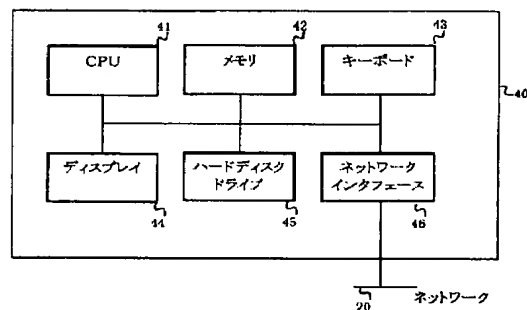 41
42
43
CPU
メモリ
キーボード
40
ディスプレイ
ハードディスク
ドライブ
ネットワーク
インタフェース
44
45
46
20
ネットワーク